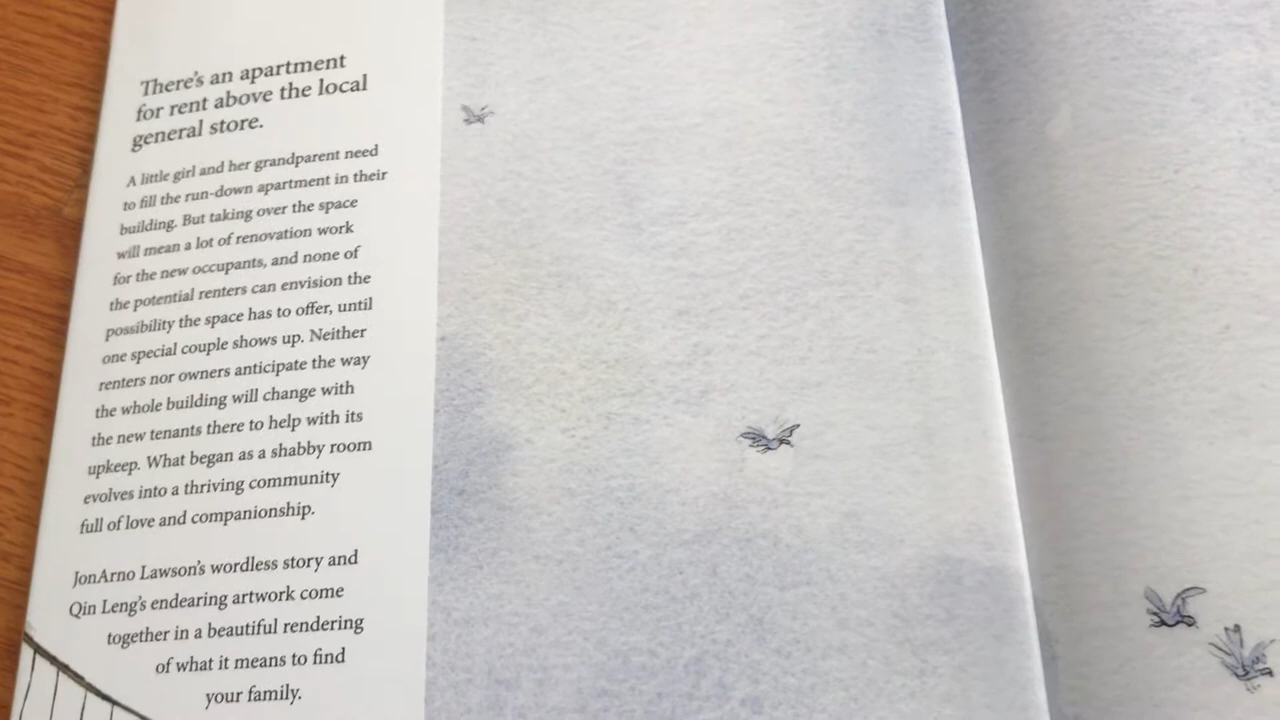 There's an apartment
for rent above the local
general store.
A little girl and her grandparent need
to fill the run-down apartment in their
building. But taking over the space
will mean a lot of renovation work
for the new occupants, and none of
the potential renters can envision the
possibility the space has to offer, until
one special couple shows up. Neither
renters nor owners anticipate the way
the whole building will change with
the new tenants there to help with its
upkeep. What began as a shabby room
evolves into a thriving community
full of love and companionship.
JonArno Lawson's wordless story and
Qin Leng's endearing artwork come
together in a beautiful rendering
of what it means to find
your family.